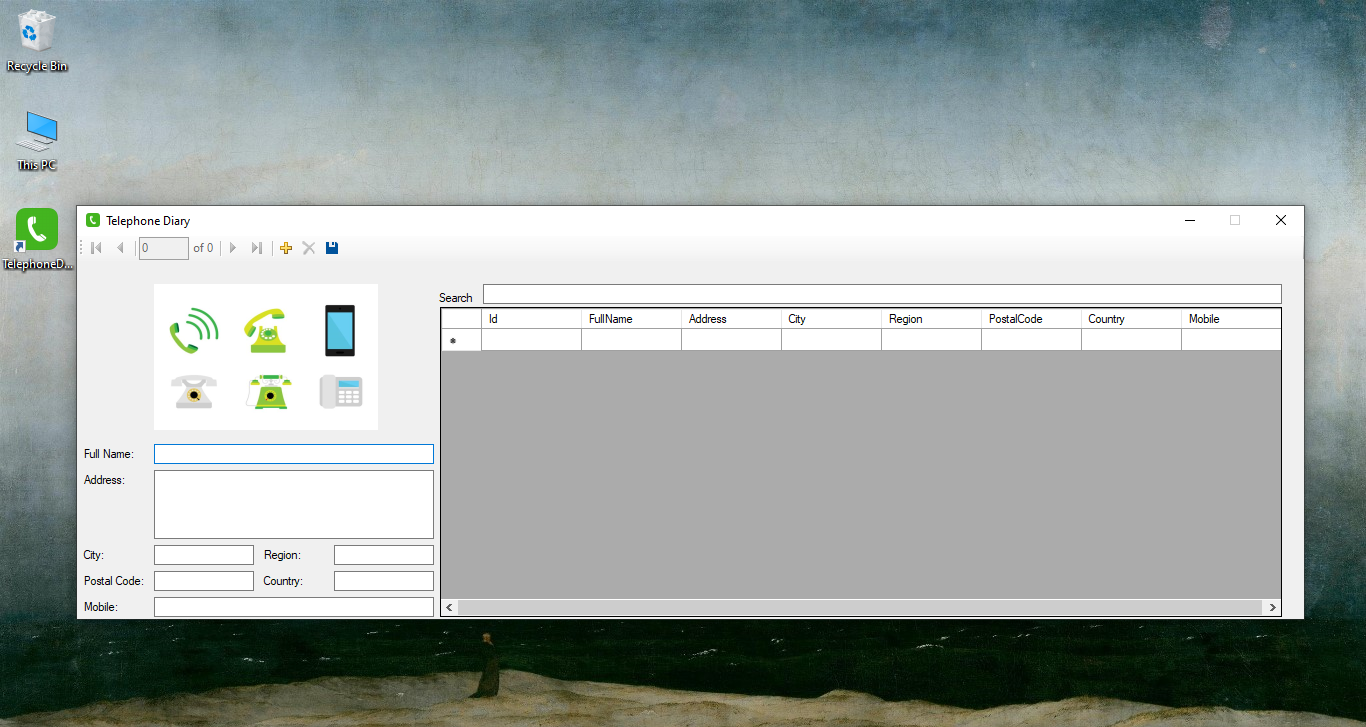 Recycle Bin
This PC
TelephoneD...
Telephone Diary
0 of 0
Search
Id FullName Address City Region PostalCode Country Mobile
Full Name:
Address:
City: Region:
Postal Code: Country:
Mobile: